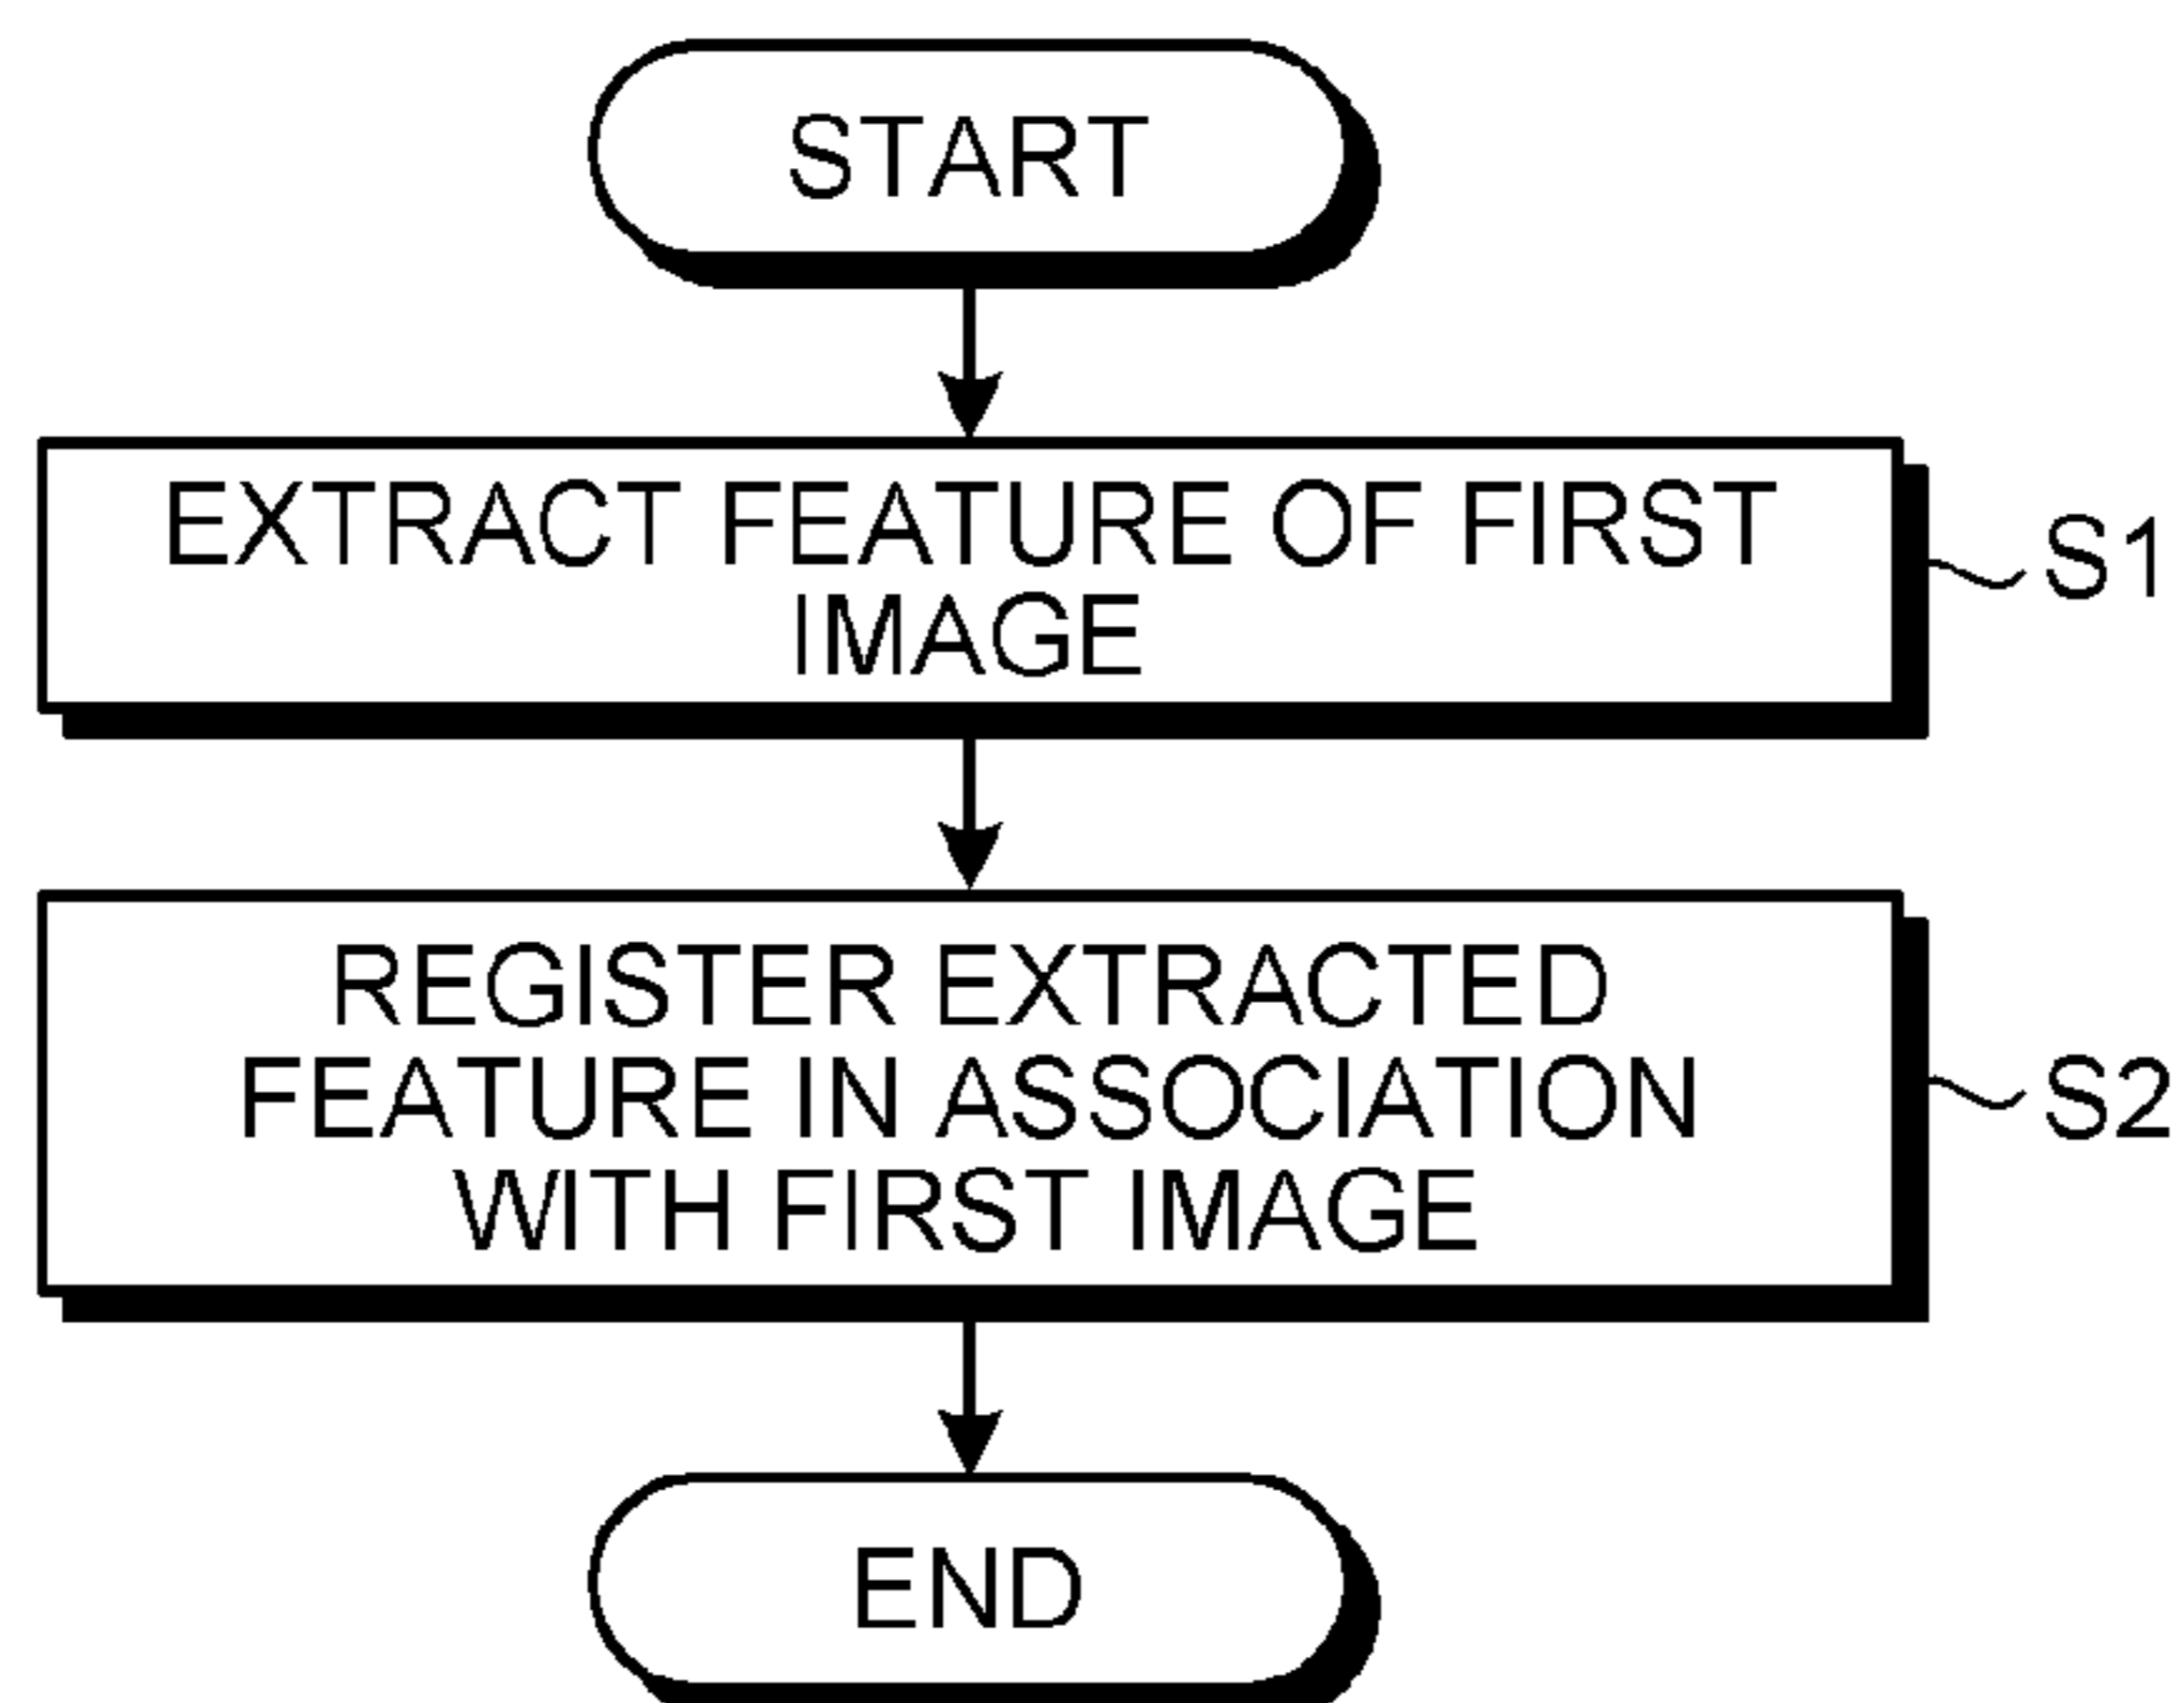 START
EXTRACT FEATURE OF FIRST
IMAGE
S1
REGISTER EXTRACTED
FEATURE IN ASSOCIATION
WITH FIRST IMAGE
S2
END